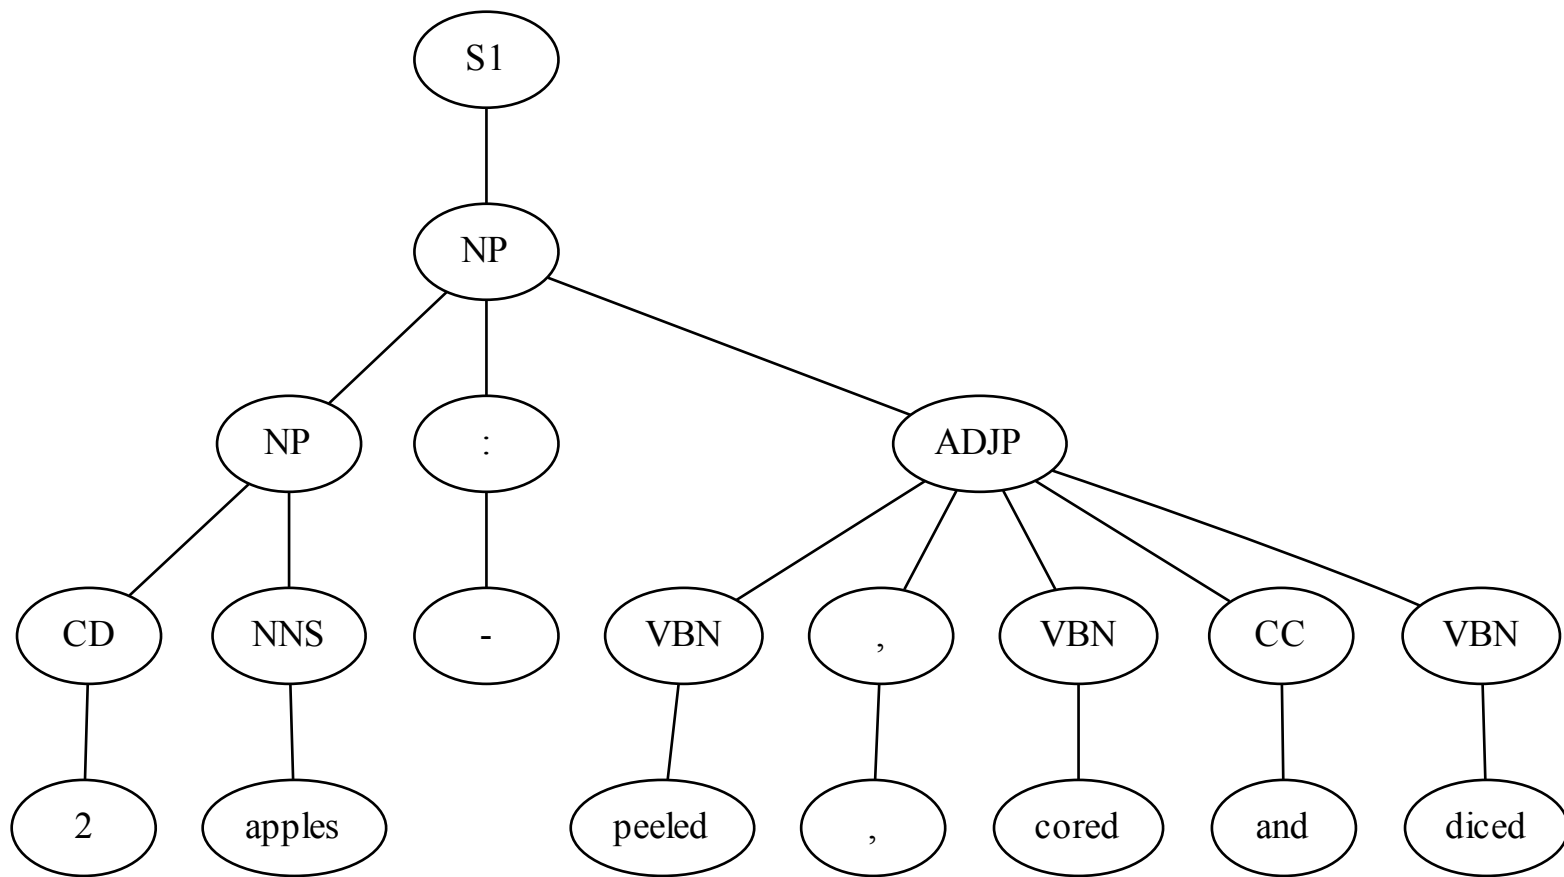 S1
NP
NP : ADJP
CD NNS - VBN , VBN CC VBN
2 apples peeled , cored and diced